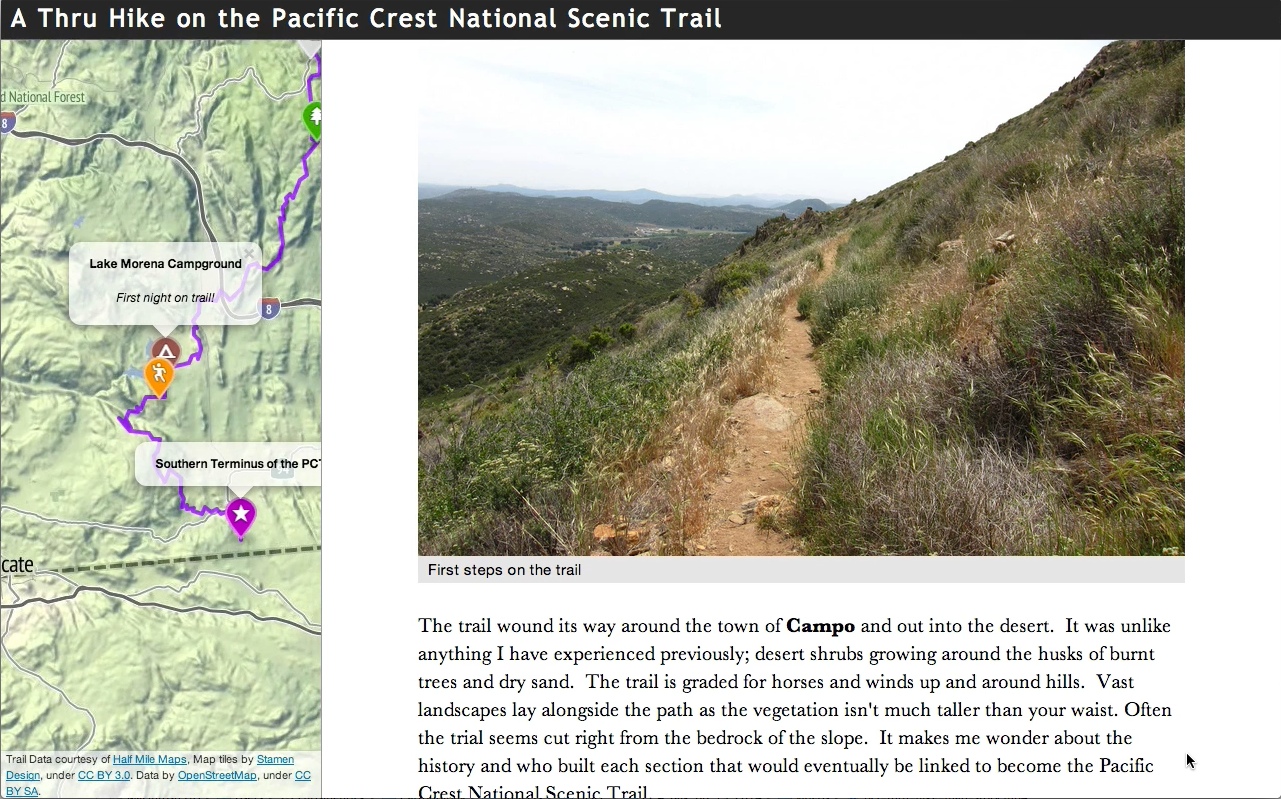 A Thru Hike on the Pacific Crest National Scenic Trail
d National Forest
8
Lake Morena Campground
First night on trail!
8
Southern Terminus of the PCT
cate
Trail Data courtesy of Half Mile Maps, Map tiles by Stamen
Design, under CC BY 3.0. Data by OpenStreetMap, under CC
BY SA.
First steps on the trail
The trail wound its way around the town of Campo and out into the desert.  It was unlike
anything I have experienced previously; desert shrubs growing around the husks of burnt
trees and dry sand.  The trail is graded for horses and winds up and around hills.  Vast
landscapes lay alongside the path as the vegetation isn't much taller than your waist. Often
the trial seems cut right from the bedrock of the slope.  It makes me wonder about the
history and who built each section that would eventually be linked to become the Pacific
Crest National Scenic Trail.